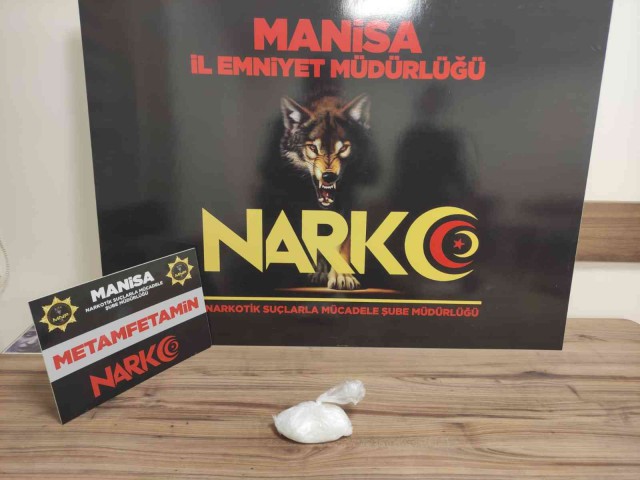 MANİSA
İL EMNİYET MÜDÜRLÜĞÜ
NARKO
NARKOTİK SUÇLARLA MÜCADELE ŞUBE MÜDÜRLÜĞÜ
MANİSA
NARKOTİK SUÇLARLA MÜCADELE
ŞUBE MÜDÜRLÜĞÜ
METAMFETAMİN
NARKO